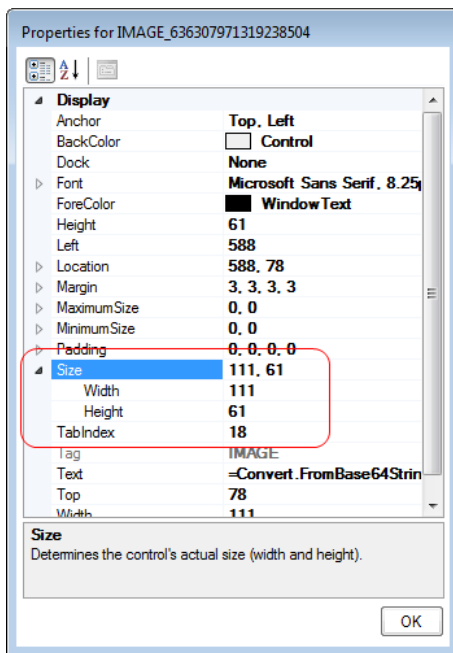 Properties for IMAGE_636307971319238504
A
Z
Display
Anchor Top, Left
BackColor Control
Dock None
Font Microsoft Sans Serif, 8.25p
ForeColor WindowText
Height 61
Left 588
Location 588, 78
Margin 3, 3, 3, 3
MaximumSize 0, 0
MinimumSize 0, 0
Padding 0, 0, 0, 0
Size 111, 61
Width 111
Height 61
TabIndex 18
Tag IMAGE
Text =Convert.FromBase64Strin
Top 78
Width 111
Size
Determines the control's actual size (width and height).
OK